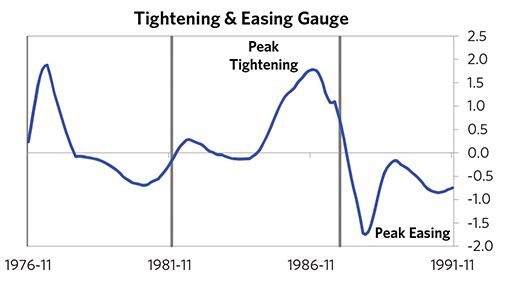 Tightening & Easing Gauge
Peak
Tightening
2.5
2.0
1.5
1.0
0.5
0.0
-0.5
-1.0
-1.5
-2.0
Peak Easing
1976-11 1981-11 1986-11 1991-11